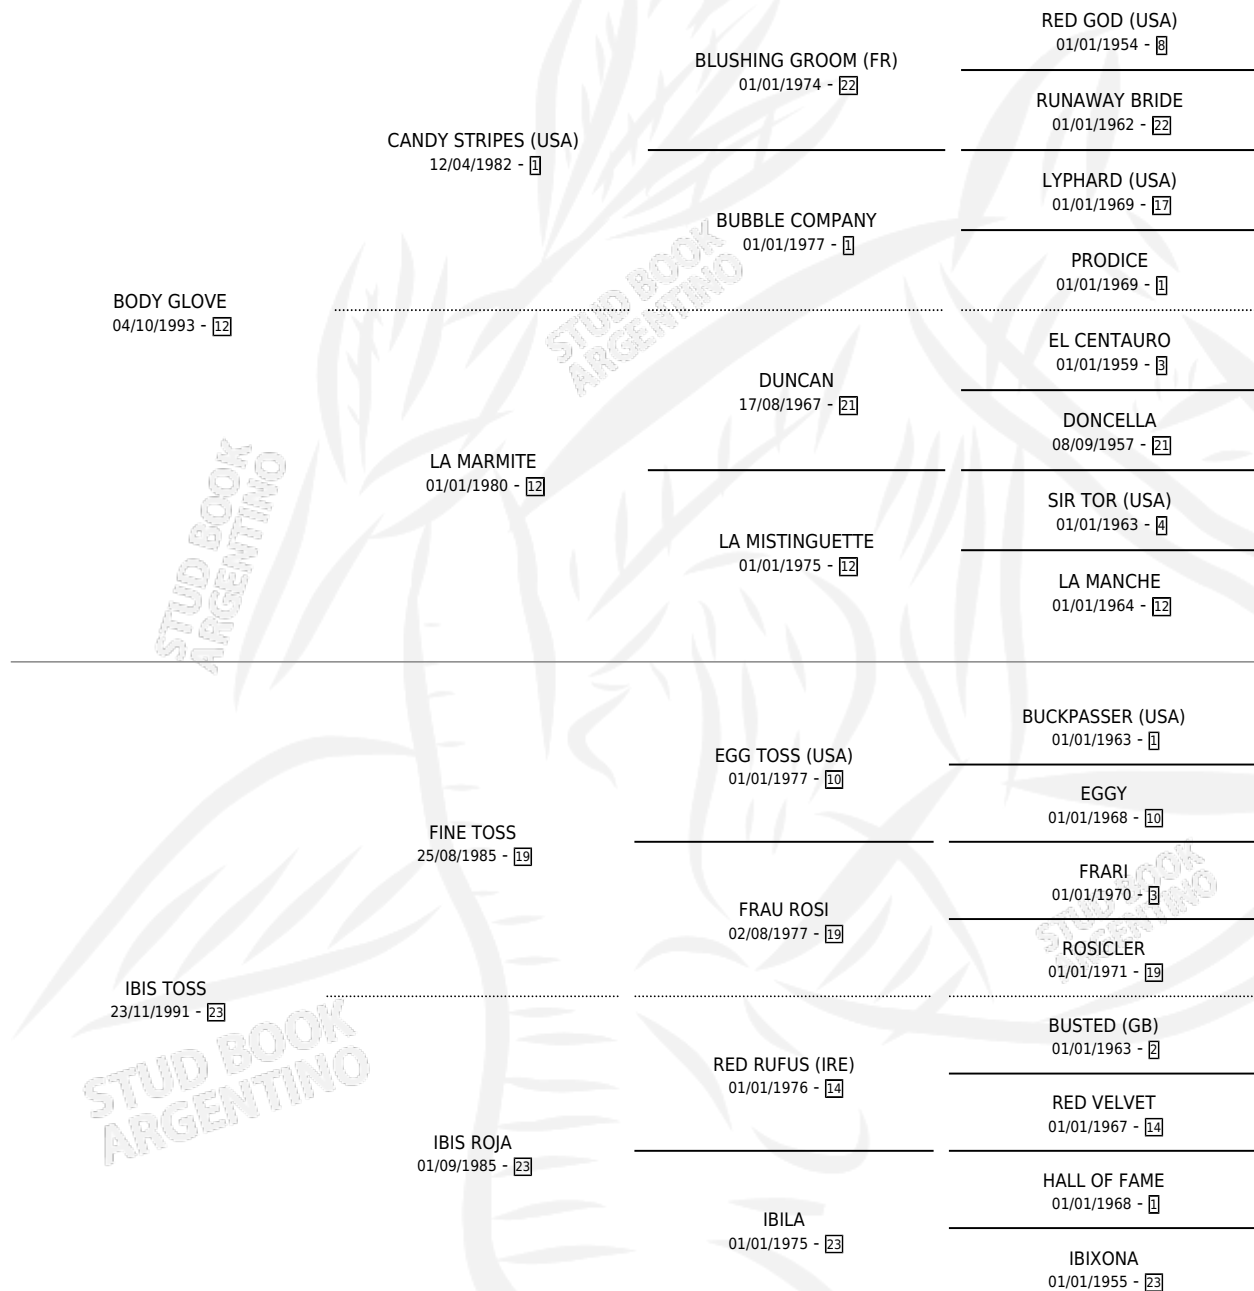 RED GOD (USA)
01/01/1954 - 8
BLUSHING GROOM (FR)
01/01/1974 - 22
RUNAWAY BRIDE
01/01/1962 - 22
CANDY STRIPES (USA)
12/04/1982 - 1
LYPHARD (USA)
01/01/1969 - 17
BUBBLE COMPANY
01/01/1977 - 1
PRODICE
01/01/1969 - 1
BODY GLOVE
04/10/1993 - 12
EL CENTAURO
01/01/1959 - 3
DUNCAN
17/08/1967 - 21
DONCELLA
08/09/1957 - 21
LA MARMITE
01/01/1980 - 12
SIR TOR (USA)
01/01/1963 - 4
LA MISTINGUETTE
01/01/1975 - 12
LA MANCHE
01/01/1964 - 12
BUCKPASSER (USA)
01/01/1963 - 1
EGG TOSS (USA)
01/01/1977 - 10
EGGY
01/01/1968 - 10
FINE TOSS
25/08/1985 - 19
FRARI
01/01/1970 - 3
FRAU ROSI
02/08/1977 - 19
ROSICLER
01/01/1971 - 19
IBIS TOSS
23/11/1991 - 23
BUSTED (GB)
01/01/1963 - 2
RED RUFUS (IRE)
01/01/1976 - 14
RED VELVET
01/01/1967 - 14
IBIS ROJA
01/09/1985 - 23
HALL OF FAME
01/01/1968 - 1
IBILA
01/01/1975 - 23
IBIXONA
01/01/1955 - 23
STUD BOOK
ARGENTINO
STUD BOOK
ARGENTINO
STUD BOOK
ARGENTINO
STUD BOOK
ARGENTINO